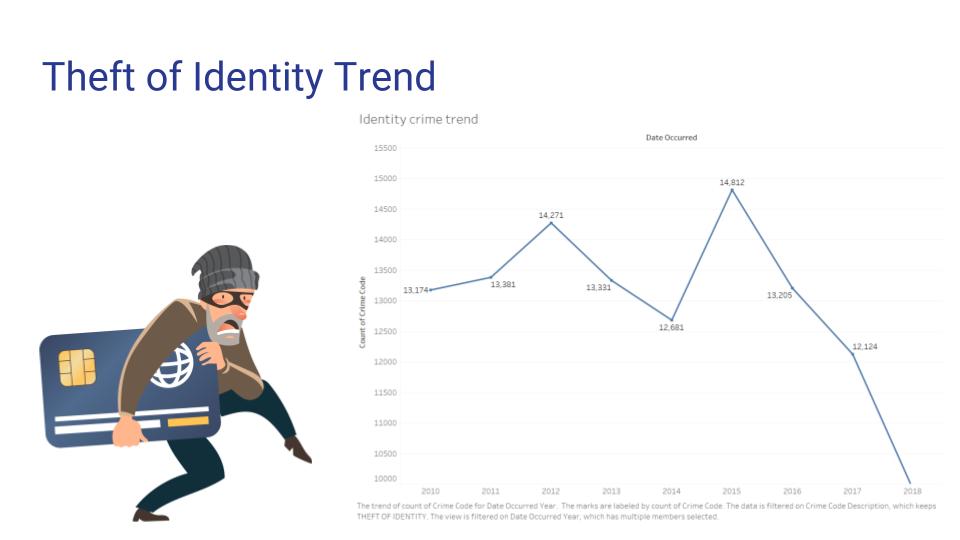 Theft of Identity Trend
Identity crime trend
Date Occurred
15500
15000
14500
14000
13500
13000
12500
12000
11500
11000
10500
10000
Count of Crime Code
13,174
13,381
14,271
13,331
12,681
14,812
13,205
12,124
2010 2011 2012 2013 2014 2015 2016 2017 2018
The trend of count of Crime Code for Date Occurred Year. The marks are labeled by count of Crime Code. The data is filtered on Crime Code Description, which keeps
THEFT OF IDENTITY. The view is filtered on Date Occurred Year, which has multiple members selected.